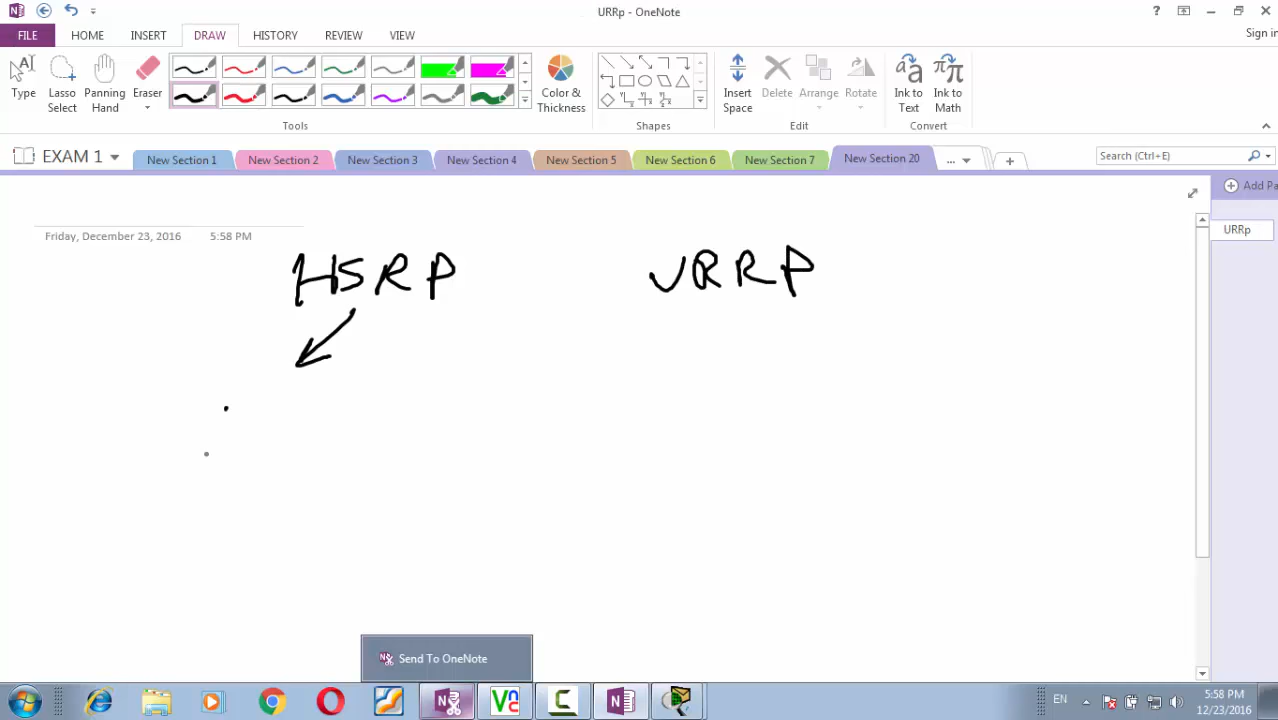 URRp - OneNote
? 
Sign in
FILE HOME INSERT DRAW HISTORY REVIEW VIEW
Type
Lasso Select
Panning Hand
Eraser
Color & Thickness
Insert Space
Delete
Arrange
Rotate
Ink to Text
Ink to Math
Tools
Shapes
Edit
Convert
EXAM 1
New Section 1 New Section 2 New Section 3 New Section 4 New Section 5 New Section 6 New Section 7 New Section 20 ... +
Search (Ctrl+E)
Add Pa
URRp
Friday, December 23, 2016 5:58 PM
HSRP VRRP
Send To OneNote
EN
5:58 PM
12/23/2016